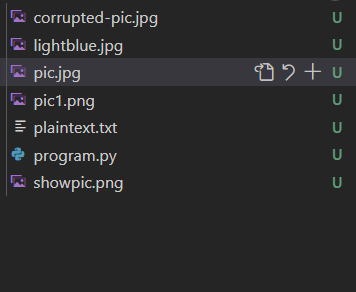 corrupted-pic.jpg U
lightblue.jpg U
pic.jpg U
pic1.png U
plaintext.txt U
program.py U
showpic.png U